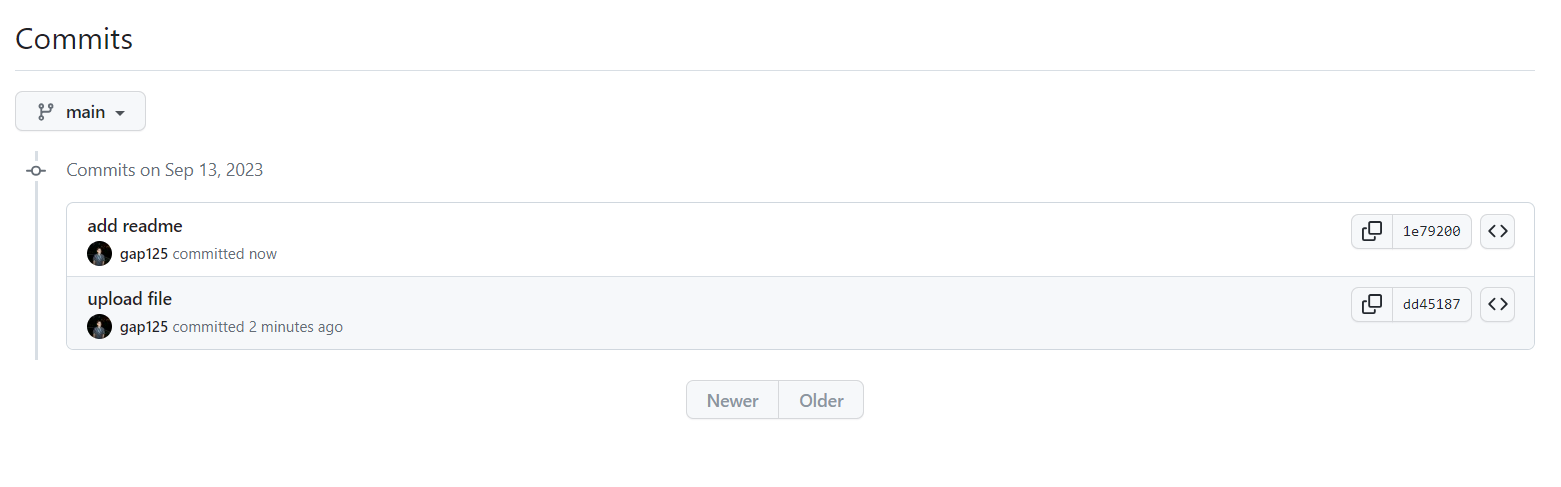 Commits
main
Commits on Sep 13, 2023
add readme
gap125 committed now
1e79200
upload file
gap125 committed 2 minutes ago
dd45187
Newer Older